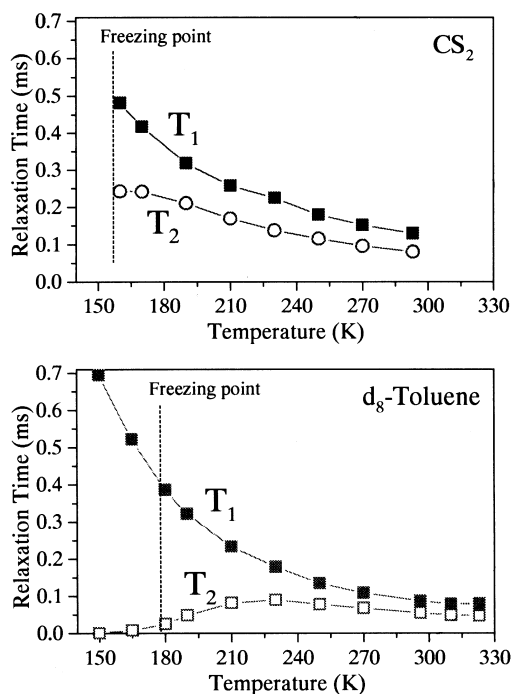 0.7
Freezing point
CS2
0.6
0.5
T1
0.4
0.3
0.2
T2
0.1
0.0
Relaxation Time (ms)
150 180 210 240 270 300 330
Temperature (K)
0.7
Freezing point
d8-Toluene
0.6
0.5
0.4
T1
0.3
0.2
T2
0.1
0.0
Relaxation Time (ms)
150 180 210 240 270 300 330
Temperature (K)